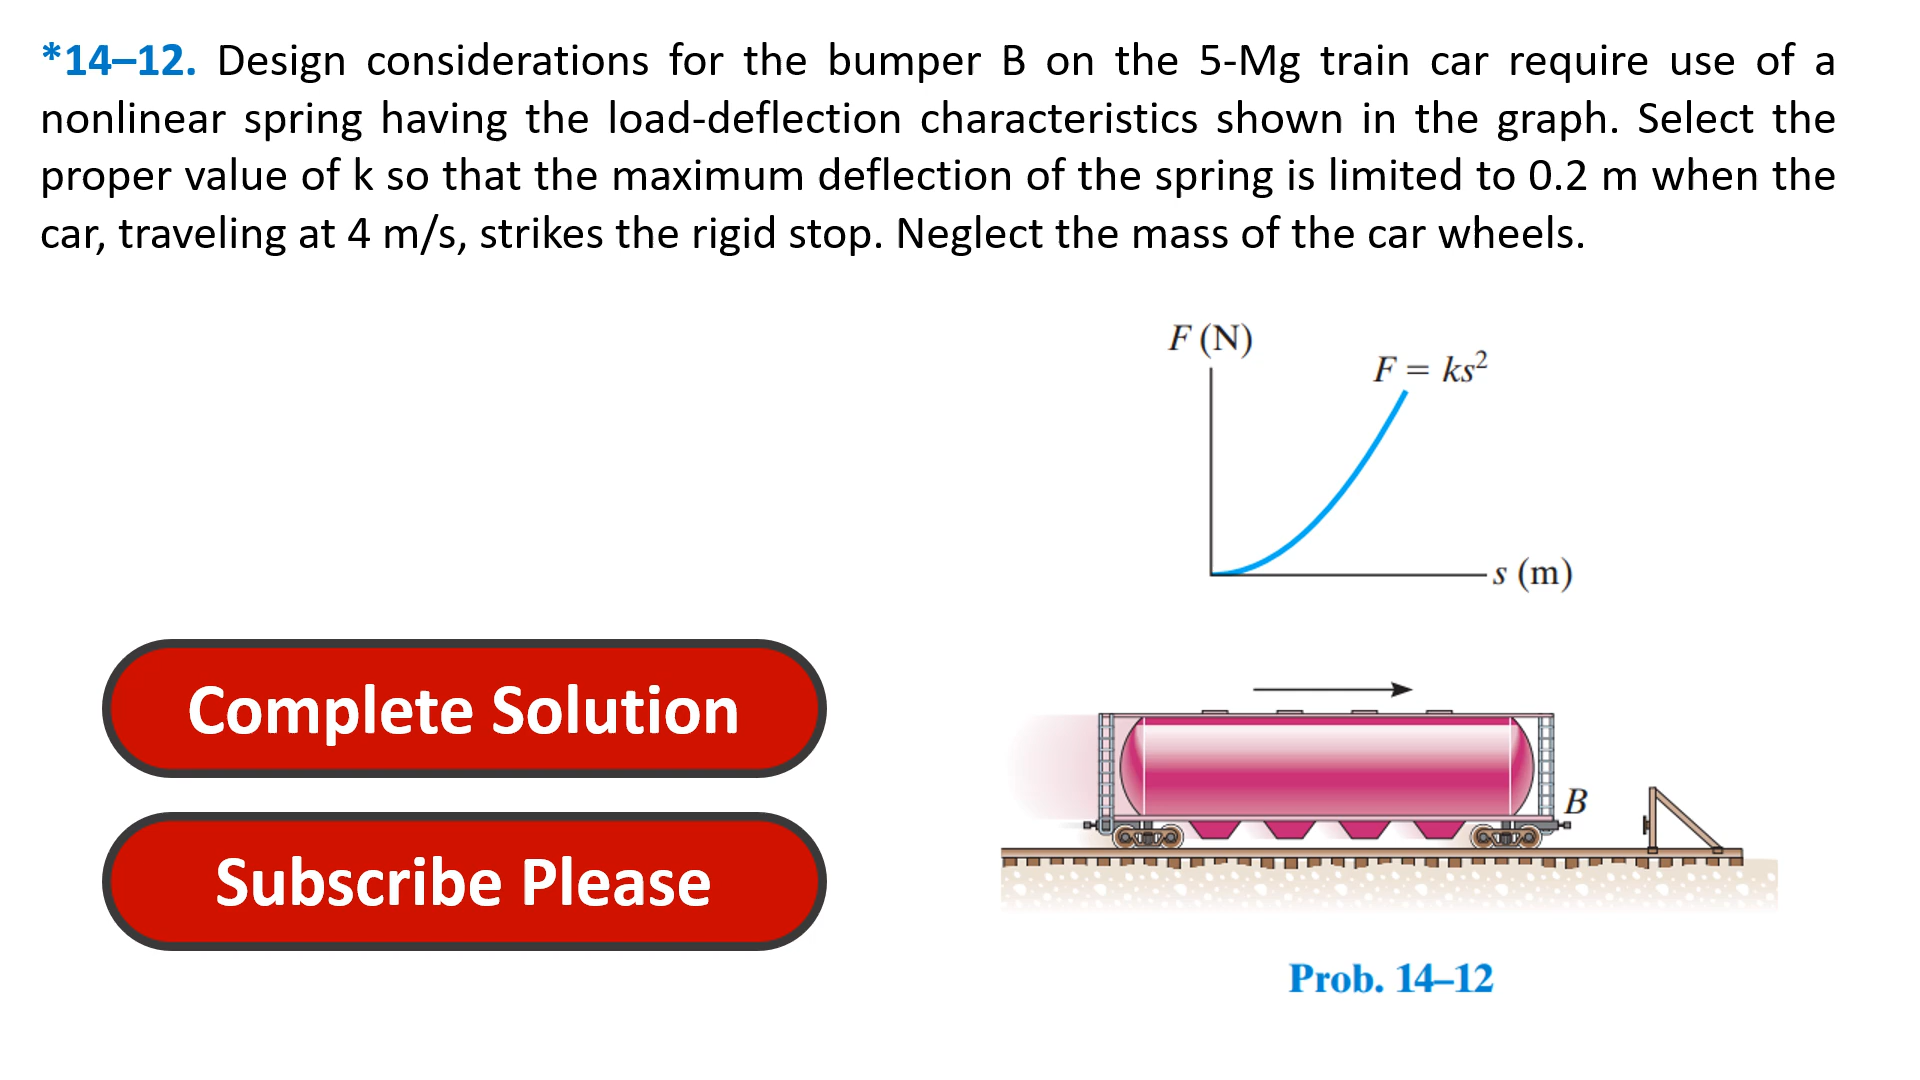 *14–12. Design considerations for the bumper B on the 5-Mg train car require use of a
nonlinear spring having the load-deflection characteristics shown in the graph. Select the
proper value of k so that the maximum deflection of the spring is limited to 0.2 m when the
car, traveling at 4 m/s, strikes the rigid stop. Neglect the mass of the car wheels.
F (N)
F = ks²
s (m)
Complete Solution
B
Subscribe Please
Prob. 14–12